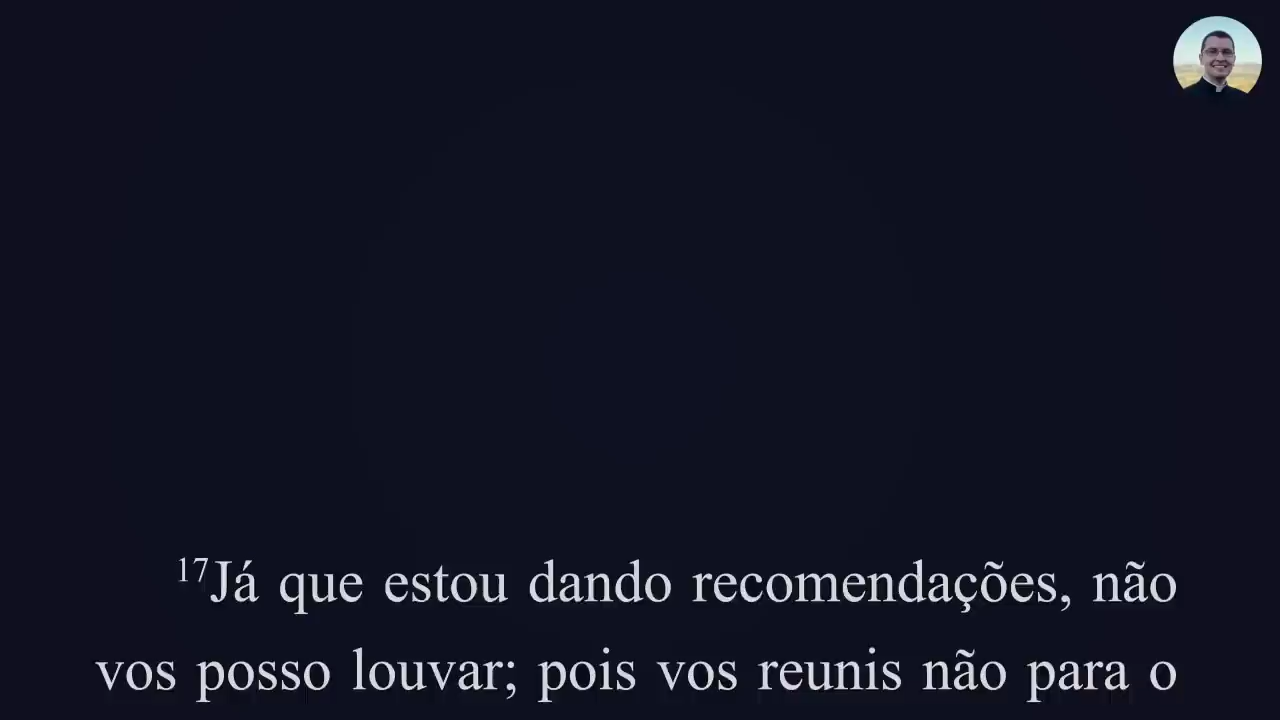 ¹⁷Já que estou dando recomendações, não
vos posso louvar; pois vos reunis não para o